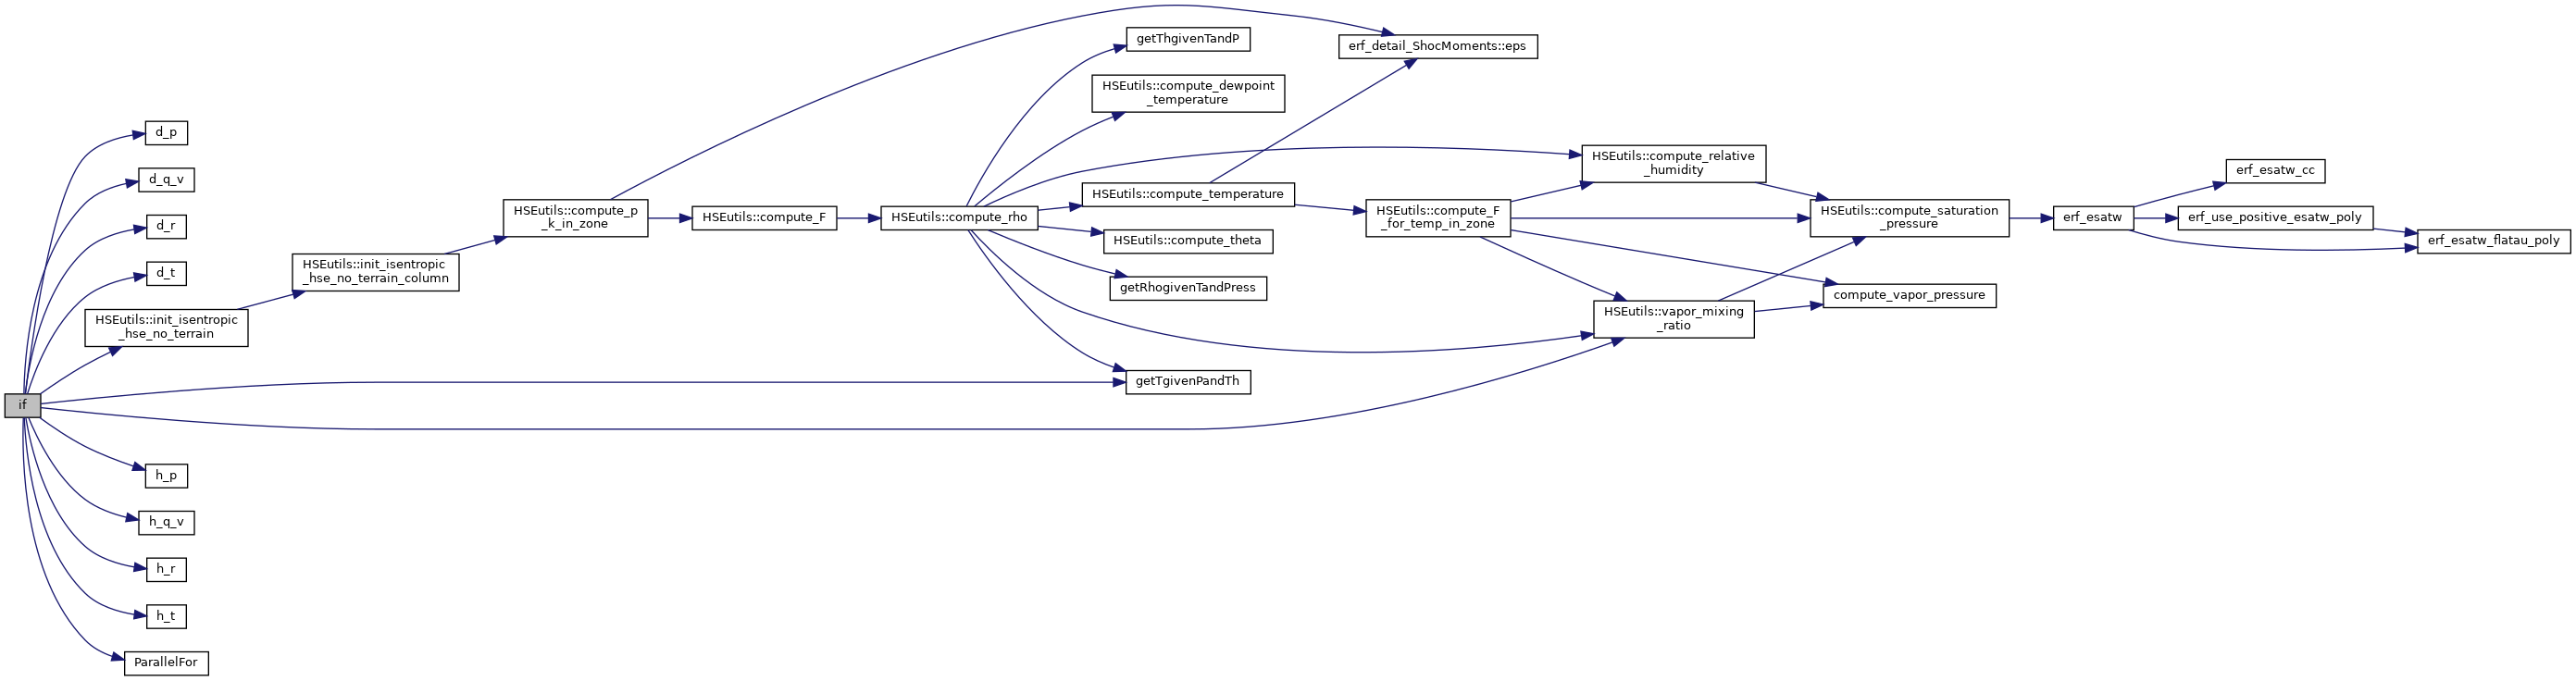 if
d_p
d_q_v
d_r
d_t
HSEutils::init_isentropic
_hse_no_terrain
h_p
h_q_v
h_r
h_t
ParallelFor
HSEutils::init_isentropic
_hse_no_terrain_column
HSEutils::compute_p
_k_in_zone
HSEutils::compute_F
HSEutils::compute_rho
getThgivenTandP
HSEutils::compute_dewpoint
_temperature
HSEutils::compute_temperature
HSEutils::compute_theta
getRhogivenTandPress
getTgivenPandTh
erf_detail_ShocMoments::eps
HSEutils::compute_F
_for_temp_in_zone
HSEutils::compute_relative
_humidity
HSEutils::vapor_mixing
_ratio
HSEutils::compute_saturation
_pressure
compute_vapor_pressure
erf_esatw
erf_esatw_cc
erf_use_positive_esatw_poly
erf_esatw_flatau_poly